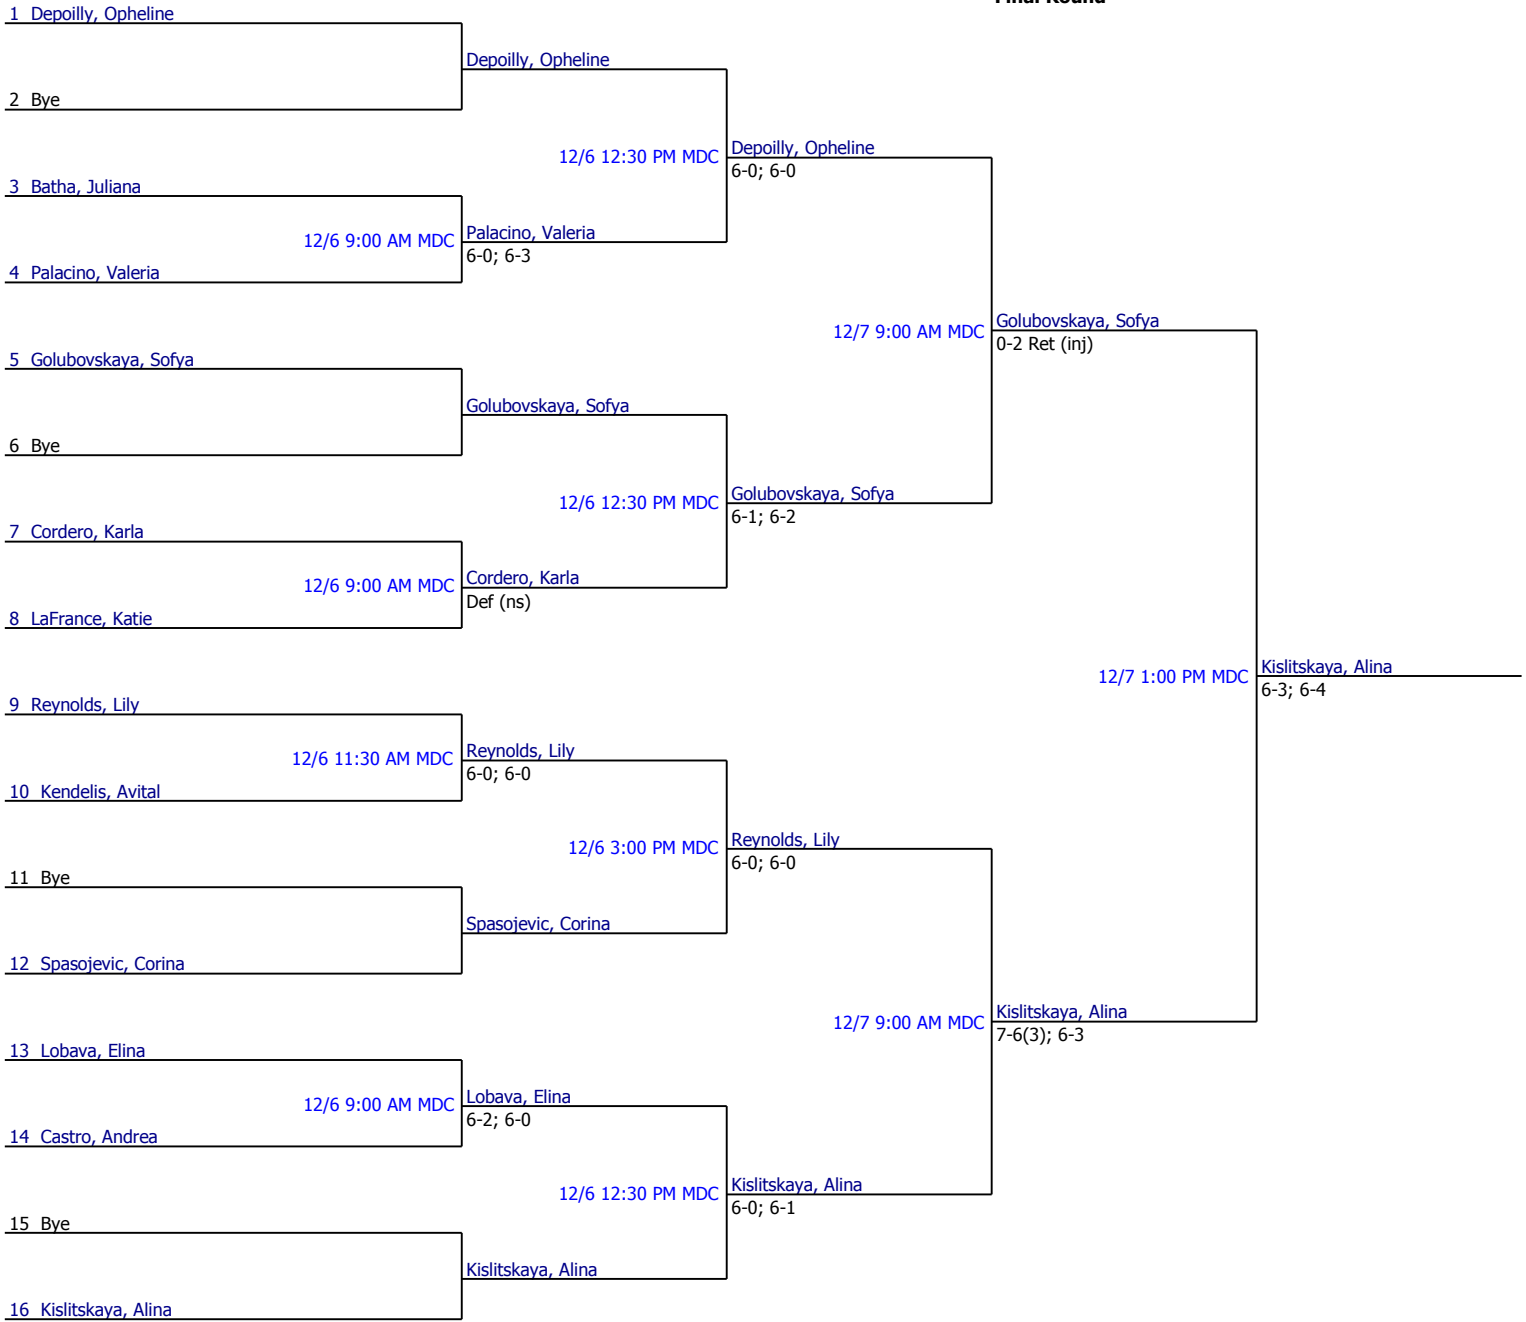 Final Round
1 Depoilly, Opheline
Depoilly, Opheline
2 Bye
12/6 12:30 PM MDC
Depoilly, Opheline
6-0; 6-0
3 Batha, Juliana
12/6 9:00 AM MDC
Palacino, Valeria
6-0; 6-3
4 Palacino, Valeria
12/7 9:00 AM MDC
Golubovskaya, Sofya
0-2 Ret (inj)
5 Golubovskaya, Sofya
Golubovskaya, Sofya
6 Bye
12/6 12:30 PM MDC
Golubovskaya, Sofya
6-1; 6-2
7 Cordero, Karla
12/6 9:00 AM MDC
Cordero, Karla
Def (ns)
8 LaFrance, Katie
12/7 1:00 PM MDC
Kislitskaya, Alina
6-3; 6-4
9 Reynolds, Lily
12/6 11:30 AM MDC
Reynolds, Lily
6-0; 6-0
10 Kendelis, Avital
12/6 3:00 PM MDC
Reynolds, Lily
6-0; 6-0
11 Bye
Spasojevic, Corina
12 Spasojevic, Corina
12/7 9:00 AM MDC
Kislitskaya, Alina
7-6(3); 6-3
13 Lobava, Elina
12/6 9:00 AM MDC
Lobava, Elina
6-2; 6-0
14 Castro, Andrea
12/6 12:30 PM MDC
Kislitskaya, Alina
6-0; 6-1
15 Bye
Kislitskaya, Alina
16 Kislitskaya, Alina